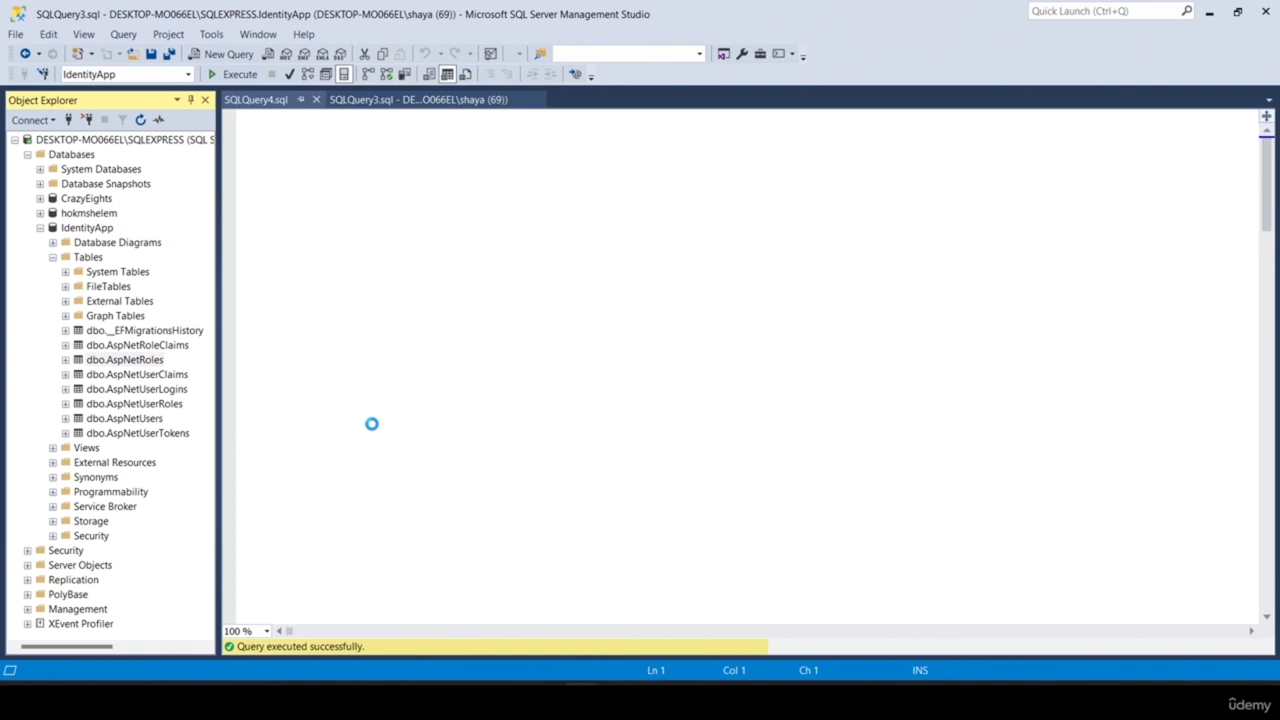 SQLQuery3.sql - DESKTOP-MO066EL\SQLEXPRESS.IdentityApp (DESKTOP-MO066EL\shaya (69)) - Microsoft SQL Server Management Studio
Quick Launch (Ctrl+Q)
File Edit View Query Project Tools Window Help
New Query
IdentityApp
Execute
Object Explorer
SQLQuery4.sql
SQLQuery3.sql - DE...O066EL\shaya (69))
Connect
DESKTOP-MO066EL\SQLEXPRESS (SQL S
Databases
System Databases
Database Snapshots
CrazyEights
hokmshelem
IdentityApp
Database Diagrams
Tables
System Tables
FileTables
External Tables
Graph Tables
dbo.__EFMigrationsHistory
dbo.AspNetRoleClaims
dbo.AspNetRoles
dbo.AspNetUserClaims
dbo.AspNetUserLogins
dbo.AspNetUserRoles
dbo.AspNetUsers
dbo.AspNetUserTokens
Views
External Resources
Synonyms
Programmability
Service Broker
Storage
Security
Security
Server Objects
Replication
PolyBase
Management
XEvent Profiler
100 %
Query executed successfully.
Ln 1 Col 1 Ch 1 INS
ûdemy